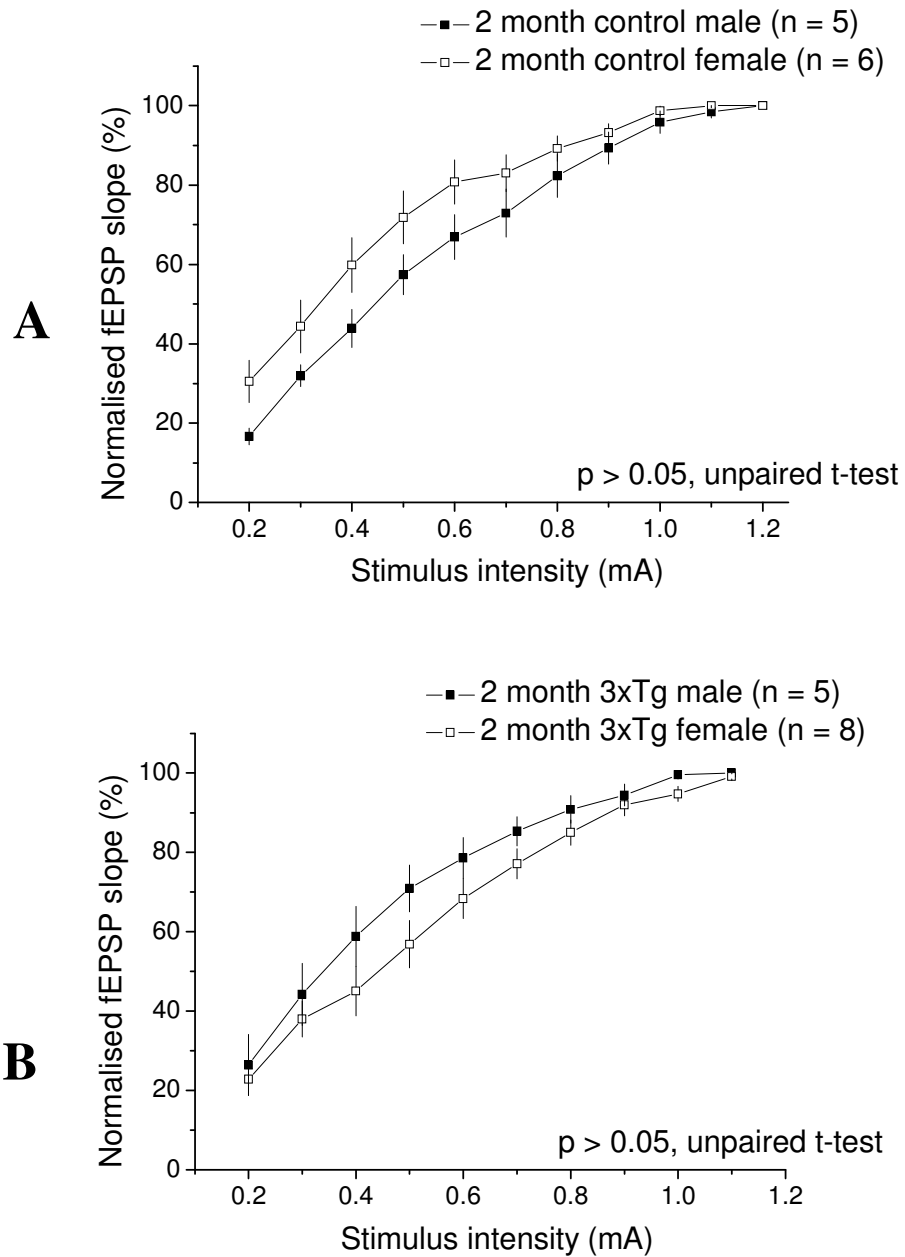 A
2 month control male (n = 5)
2 month control female (n = 6)
Normalised fEPSP slope (%)
100
80
60
40
20
0
p > 0.05, unpaired t-test
0.2 0.4 0.6 0.8 1.0 1.2
Stimulus intensity (mA)
B
2 month 3xTg male (n = 5)
2 month 3xTg female (n = 8)
Normalised fEPSP slope (%)
100
80
60
40
20
0
p > 0.05, unpaired t-test
0.2 0.4 0.6 0.8 1.0 1.2
Stimulus intensity (mA)